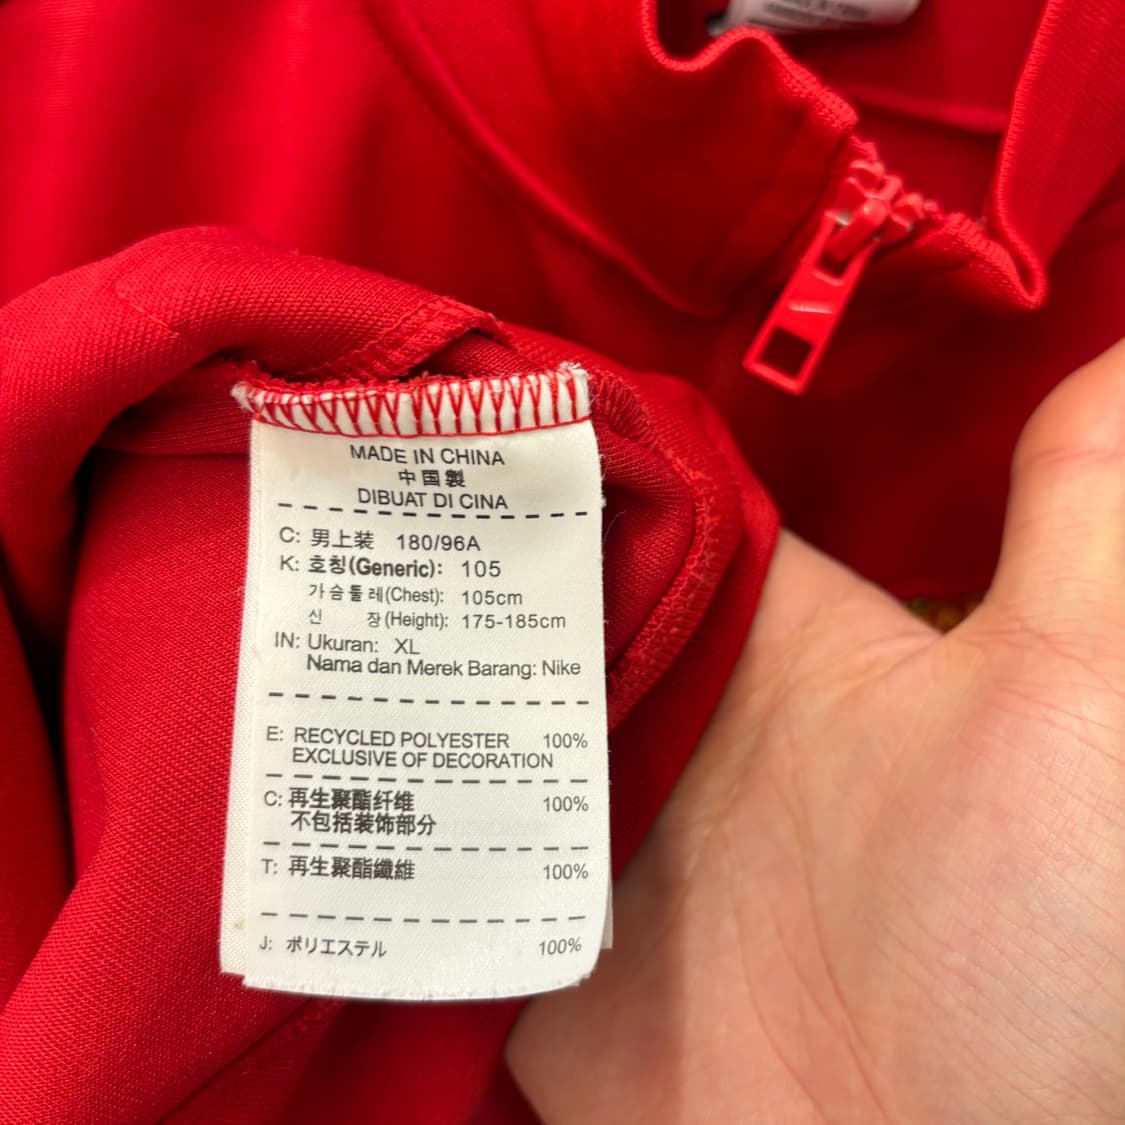 MADE IN CHINA
中国製
DIBUAT DI CINA
C: 男上装 180/96A
K: 호칭(Generic): 105
가슴둘레(Chest): 105cm
신 장(Height): 175-185cm
IN: Ukuran: XL
Nama dan Merek Barang: Nike
E: RECYCLED POLYESTER 100%
EXCLUSIVE OF DECORATION
C: 再生聚酯纤维 100%
不包括装饰部分
T: 再生聚酯纖維 100%
J: ポリエステル 100%